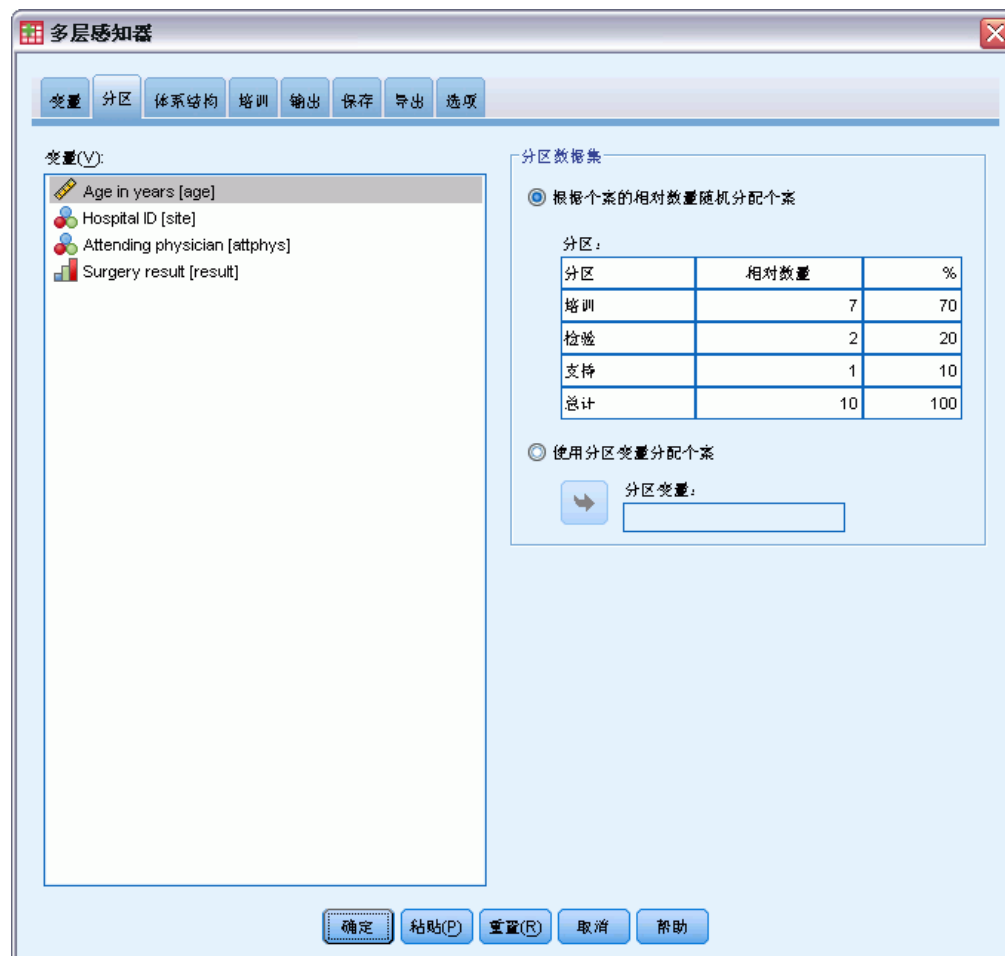 多层感知器
变量 分区 体系结构 培训 输出 保存 导出 选项
变量(V):
Age in years [age]
Hospital ID [site]
Attending physician [attphys]
Surgery result [result]
分区数据集
根据个案的相对数量随机分配个案
分区:
分区 相对数量 %
培训 7 70
检验 2 20
支持 1 10
总计 10 100
使用分区变量分配个案
分区变量:
确定 粘贴(P) 重置(R) 取消 帮助